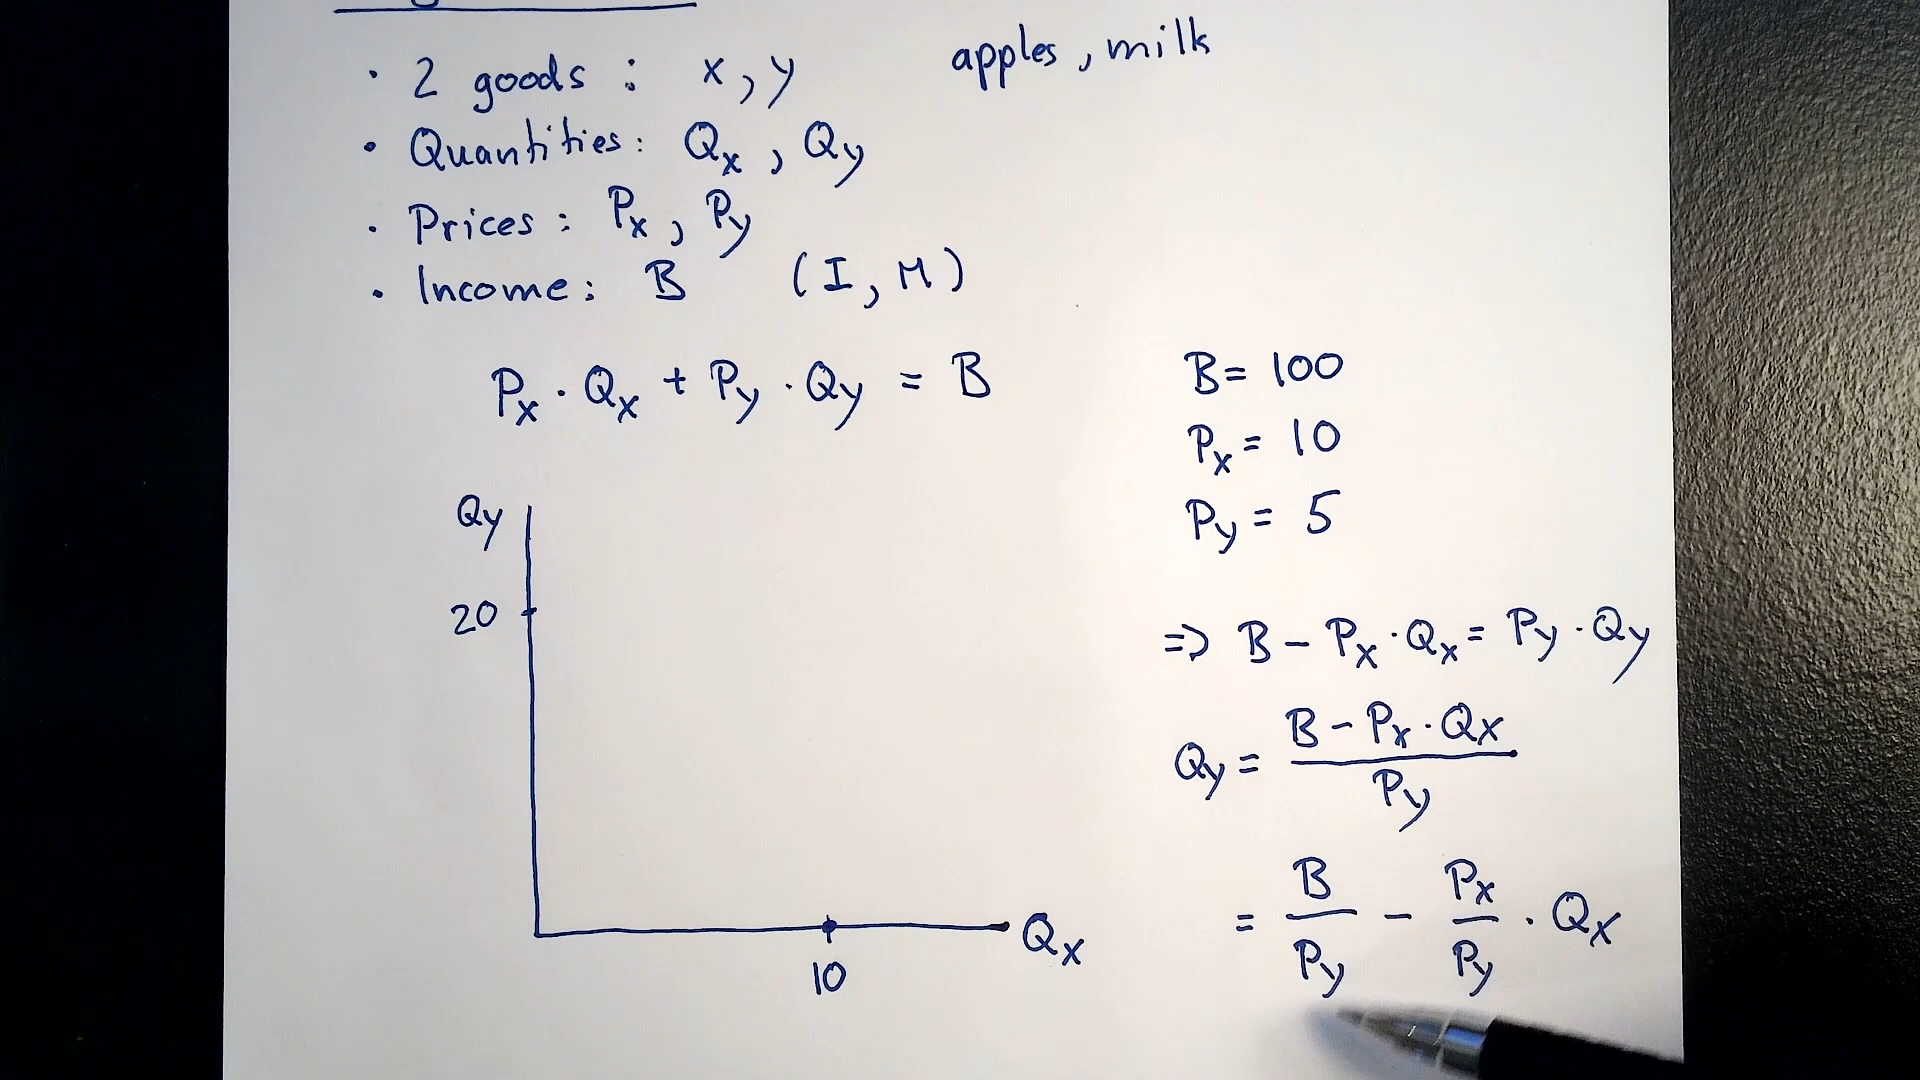 · 2 goods : x, y apples, milk
· Quantities: Qx, Qy
· Prices: Px, Py
· Income: B (I, M)
Px · Qx + Py · Qy = B
B = 100
Px = 10
Py = 5
Qy
20
10
Qx
=> B - Px · Qx = Py · Qy
Qy = (B - Px · Qx) / Py
= B / Py - Px / Py · Qx